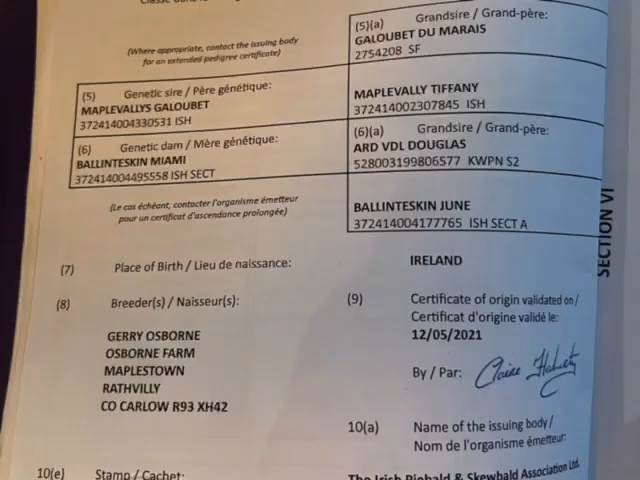 (5)(a) Grandsire / Grand-père:
GALOUBET DU MARAIS
2754208 SF
(Where appropriate, contact the issuing body
for an extended pedigree certificate)
(5) Genetic sire / Père génétique:
MAPLEVALLYS GALOUBET
372414004330531 ISH
MAPLEVALLY TIFFANY
372414002307845 ISH
(6) Genetic dam / Mère génétique:
BALLINTESKIN MIAMI
372414004495558 ISH SECT
(6)(a) Grandsire / Grand-père:
ARD VDL DOUGLAS
528003199806577 KWPN S2
(Le cas échéant, contacter l'organisme émetteur
pour un certificat d'ascendance prolongée)
BALLINTESKIN JUNE
372414004177765 ISH SECT A
SECTION VI
(7) Place of Birth / Lieu de naissance:
IRELAND
(8) Breeder(s) / Naisseur(s):
GERRY OSBORNE
OSBORNE FARM
MAPLESTOWN
RATHVILLY
CO CARLOW R93 XH42
(9) Certificate of origin validated on /
Certificat d'origine validé le:
12/05/2021
By / Par:
10(a) Name of the issuing body /
Nom de l'organisme émetteur:
The Irish Piebald & Skewbald Association Ltd.
10(e) Stamp / Cachet: